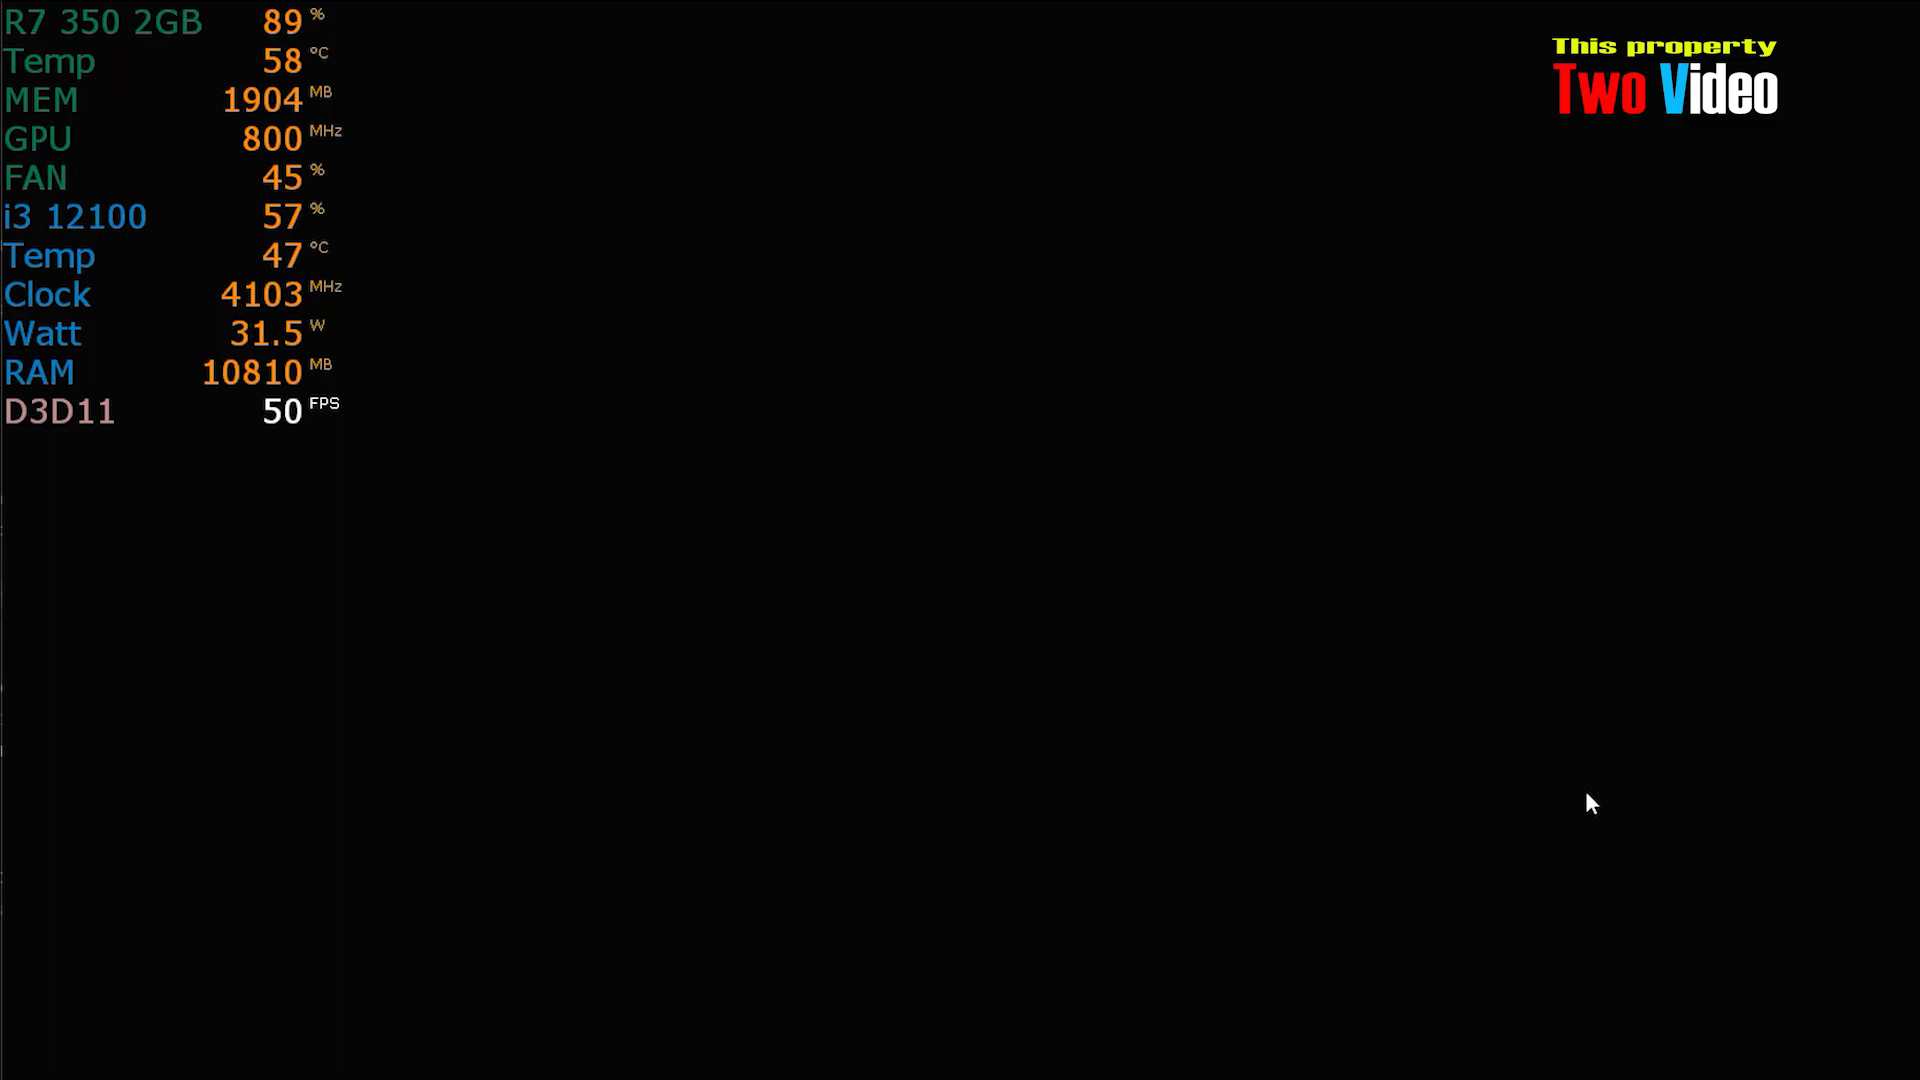 R7 350 2GB 89 %
Temp 58 °C
MEM 1904 MB
GPU 800 MHz
FAN 45 %
i3 12100 57 %
Temp 47 °C
Clock 4103 MHz
Watt 31.5 W
RAM 10810 MB
D3D11 50 FPS
This property
Two Video